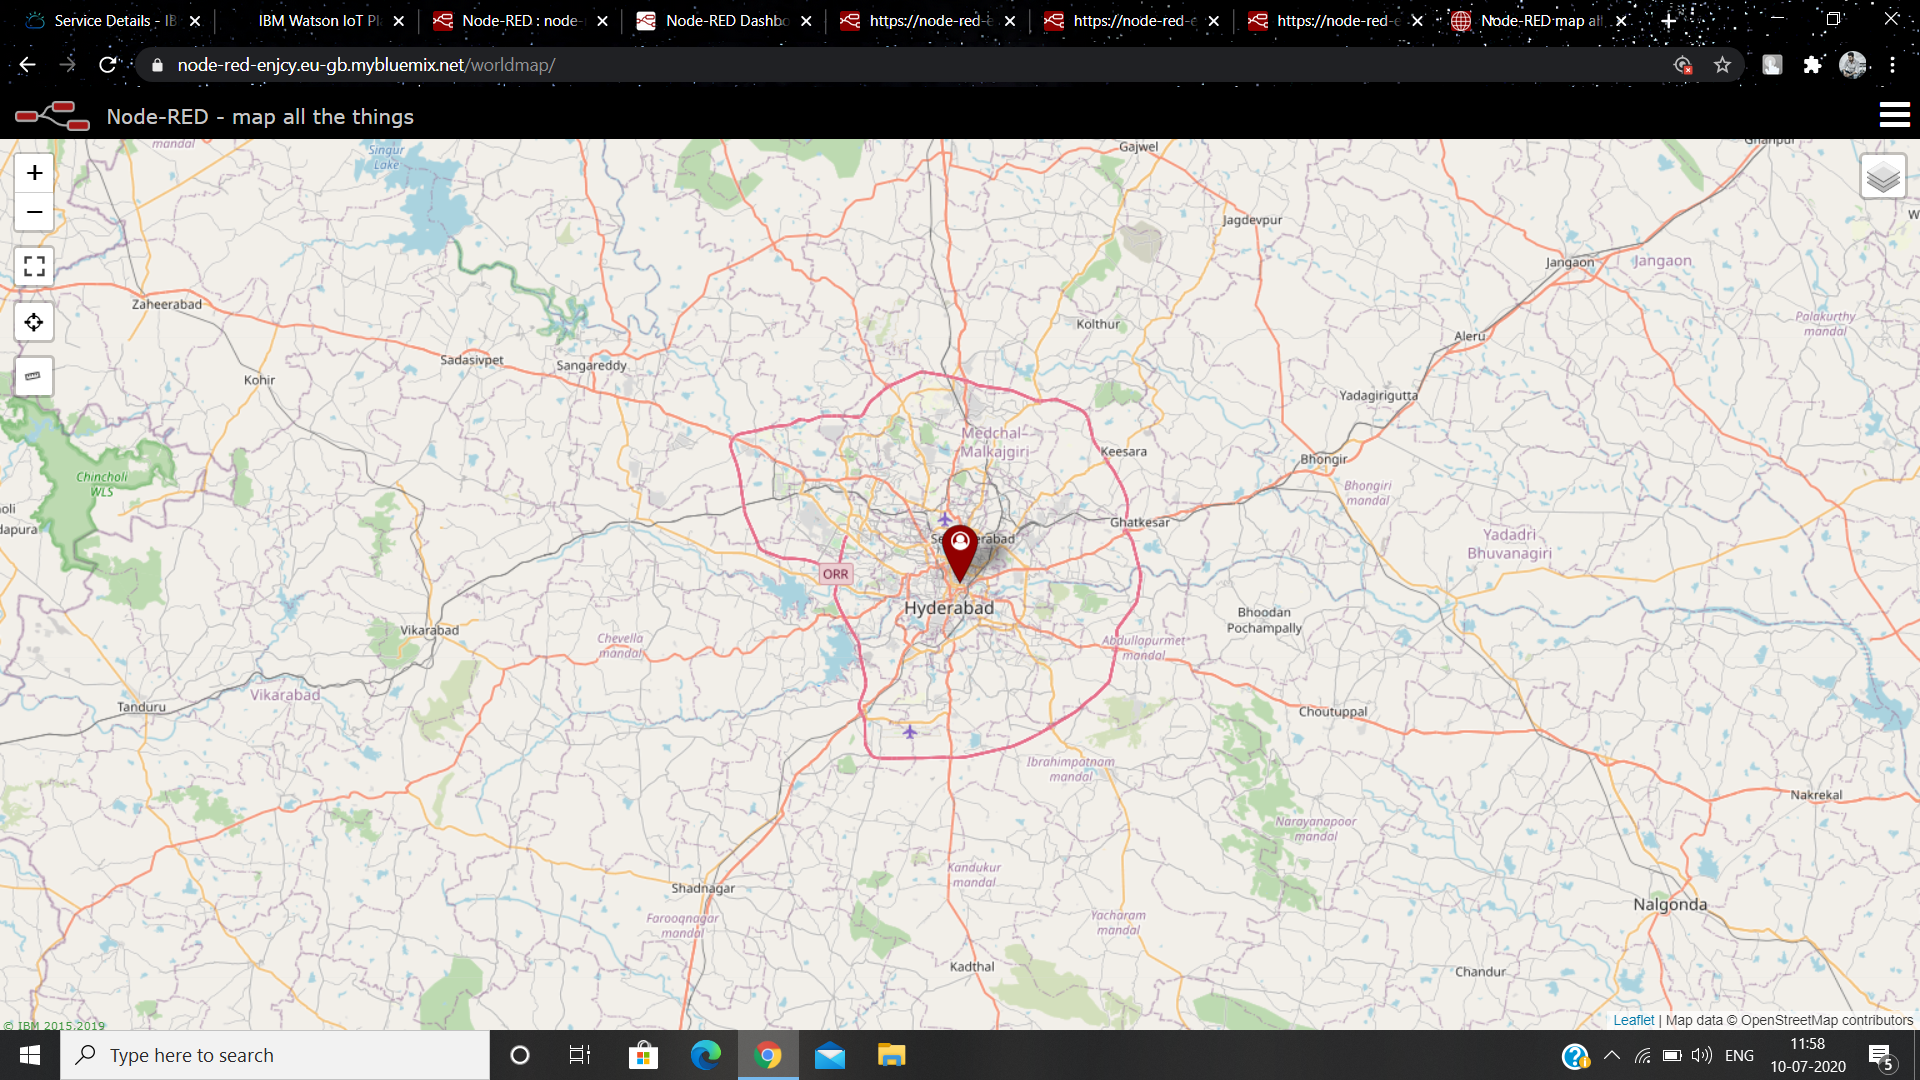 Service Details - IB
IBM Watson IoT Pl
Node-RED : node-
Node-RED Dashbo
https://node-red-e
https://node-red-e
https://node-red-e
Node-RED map all
node-red-enjcy.eu-gb.mybluemix.net/worldmap/
Node-RED - map all the things
mandal
Singur
Lake
Gajwel
Ghanpur
+
−
Jagdevpur
W
Jangaon
Jangaon
Zaheerabad
Kolthur
Palakurthy
mandal
Aleru
Sadasivpet
Sangareddy
Kohir
Yadagirigutta
Medchal-
Malkajgiri
Keesara
Bhongir
Chincholi
WLS
Bhongiri
mandal
oli
dapura
Ghatkesar
Yadadri
Bhuvanagiri
ORR
Hyderabad
Bhoodan
Pochampally
Vikarabad
Chevella
mandal
Abdullapurmet
mandal
Vikarabad
Tanduru
Choutuppal
Ibrahimpatnam
mandal
Nakrekal
Narayanapoor
mandal
Kandukur
mandal
Shadnagar
Nalgonda
Farooqnagar
mandal
Yacharam
mandal
Kadthal
Chandur
© IBM 2015,2019
Leaflet | Map data © OpenStreetMap contributors
Type here to search
ENG
11:58
10-07-2020
5